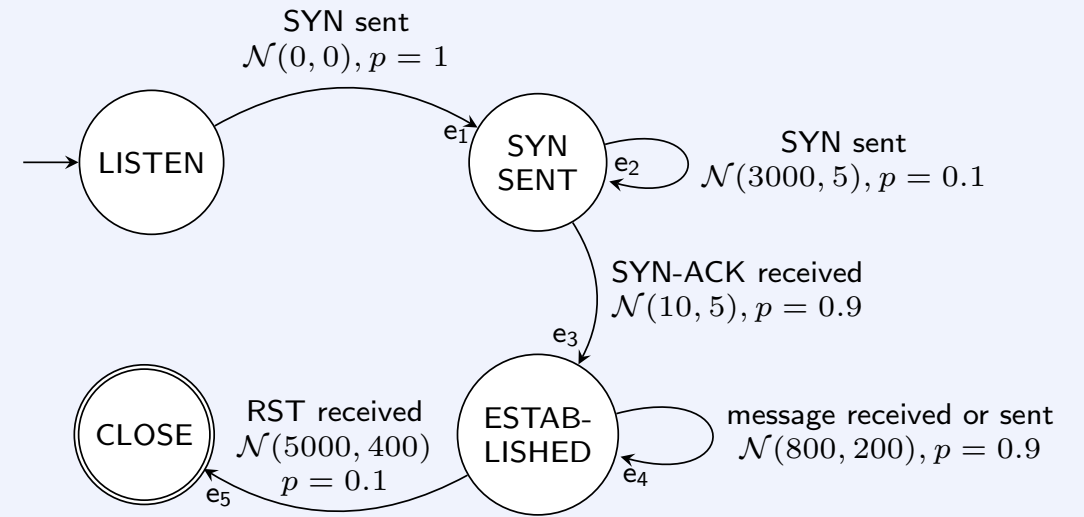 SYN sent
𝒩(0, 0), p = 1
LISTEN
e₁
SYN
SENT
e₂
SYN sent
𝒩(3000, 5), p = 0.1
SYN-ACK received
𝒩(10, 5), p = 0.9
e₃
CLOSE
RST received
𝒩(5000, 400)
p = 0.1
e₅
ESTAB-
LISHED
message received or sent
𝒩(800, 200), p = 0.9
e₄